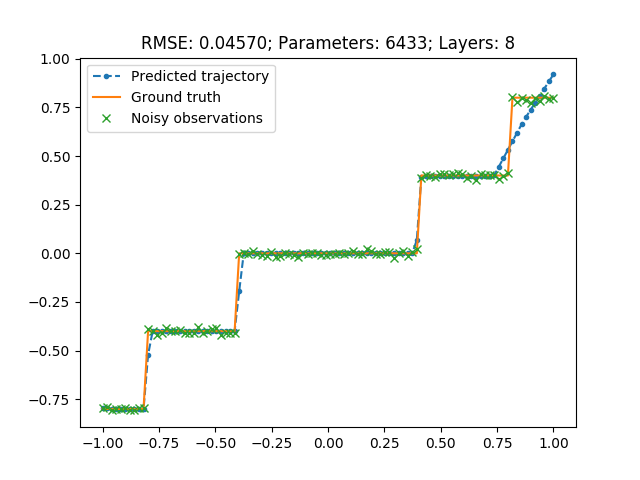 RMSE: 0.04570; Parameters: 6433; Layers: 8
1.00
0.75
0.50
0.25
0.00
−0.25
−0.50
−0.75
Predicted trajectory
Ground truth
Noisy observations
−1.00 −0.75 −0.50 −0.25 0.00 0.25 0.50 0.75 1.00